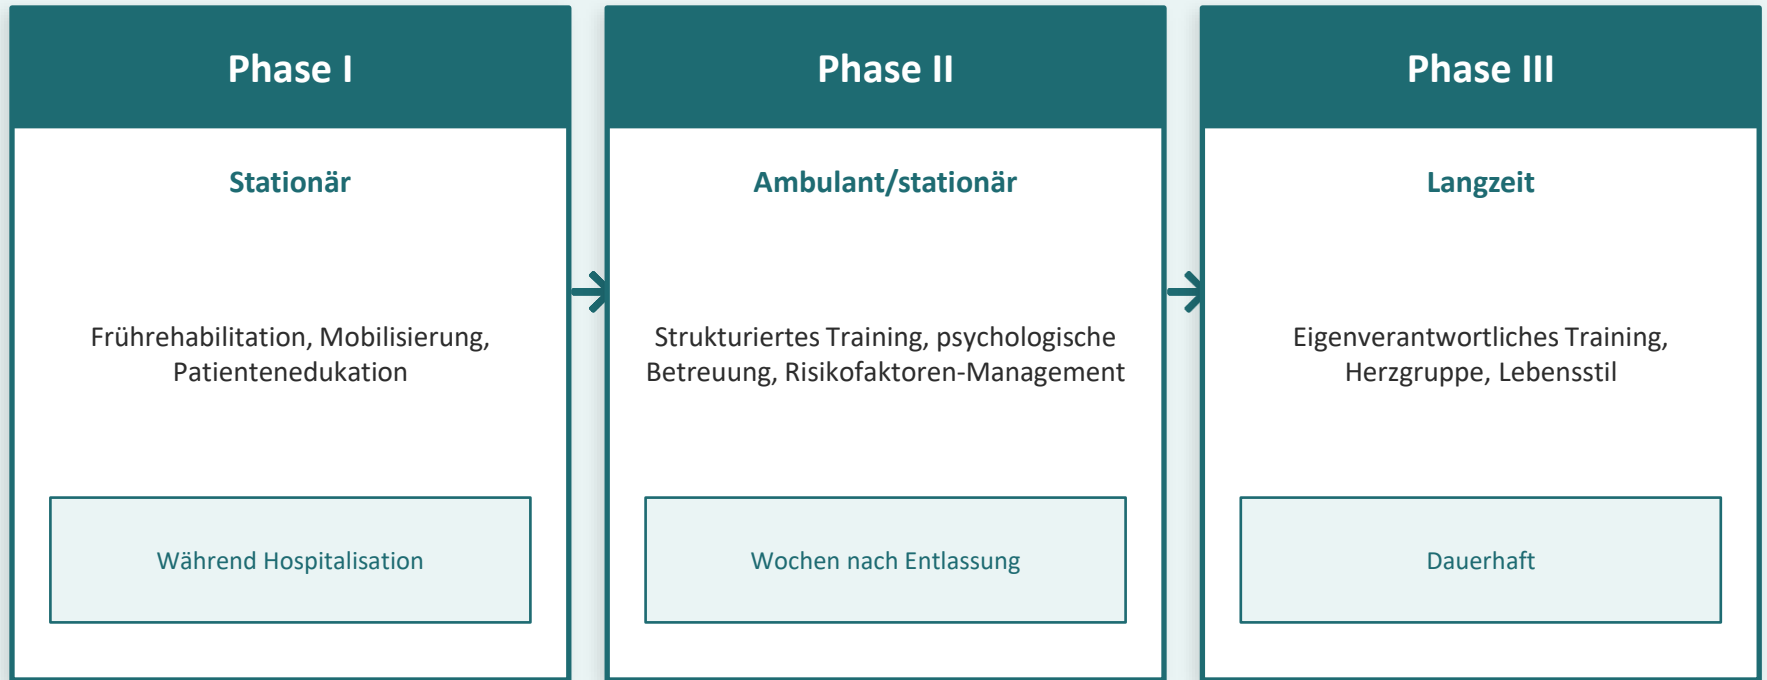 Phase I
Stationär
Frührehabilitation, Mobilisierung,
Patientenedukation
Während Hospitalisation
Phase II
Ambulant/stationär
Strukturiertes Training, psychologische
Betreuung, Risikofaktoren-Management
Wochen nach Entlassung
Phase III
Langzeit
Eigenverantwortliches Training,
Herzgruppe, Lebensstil
Dauerhaft